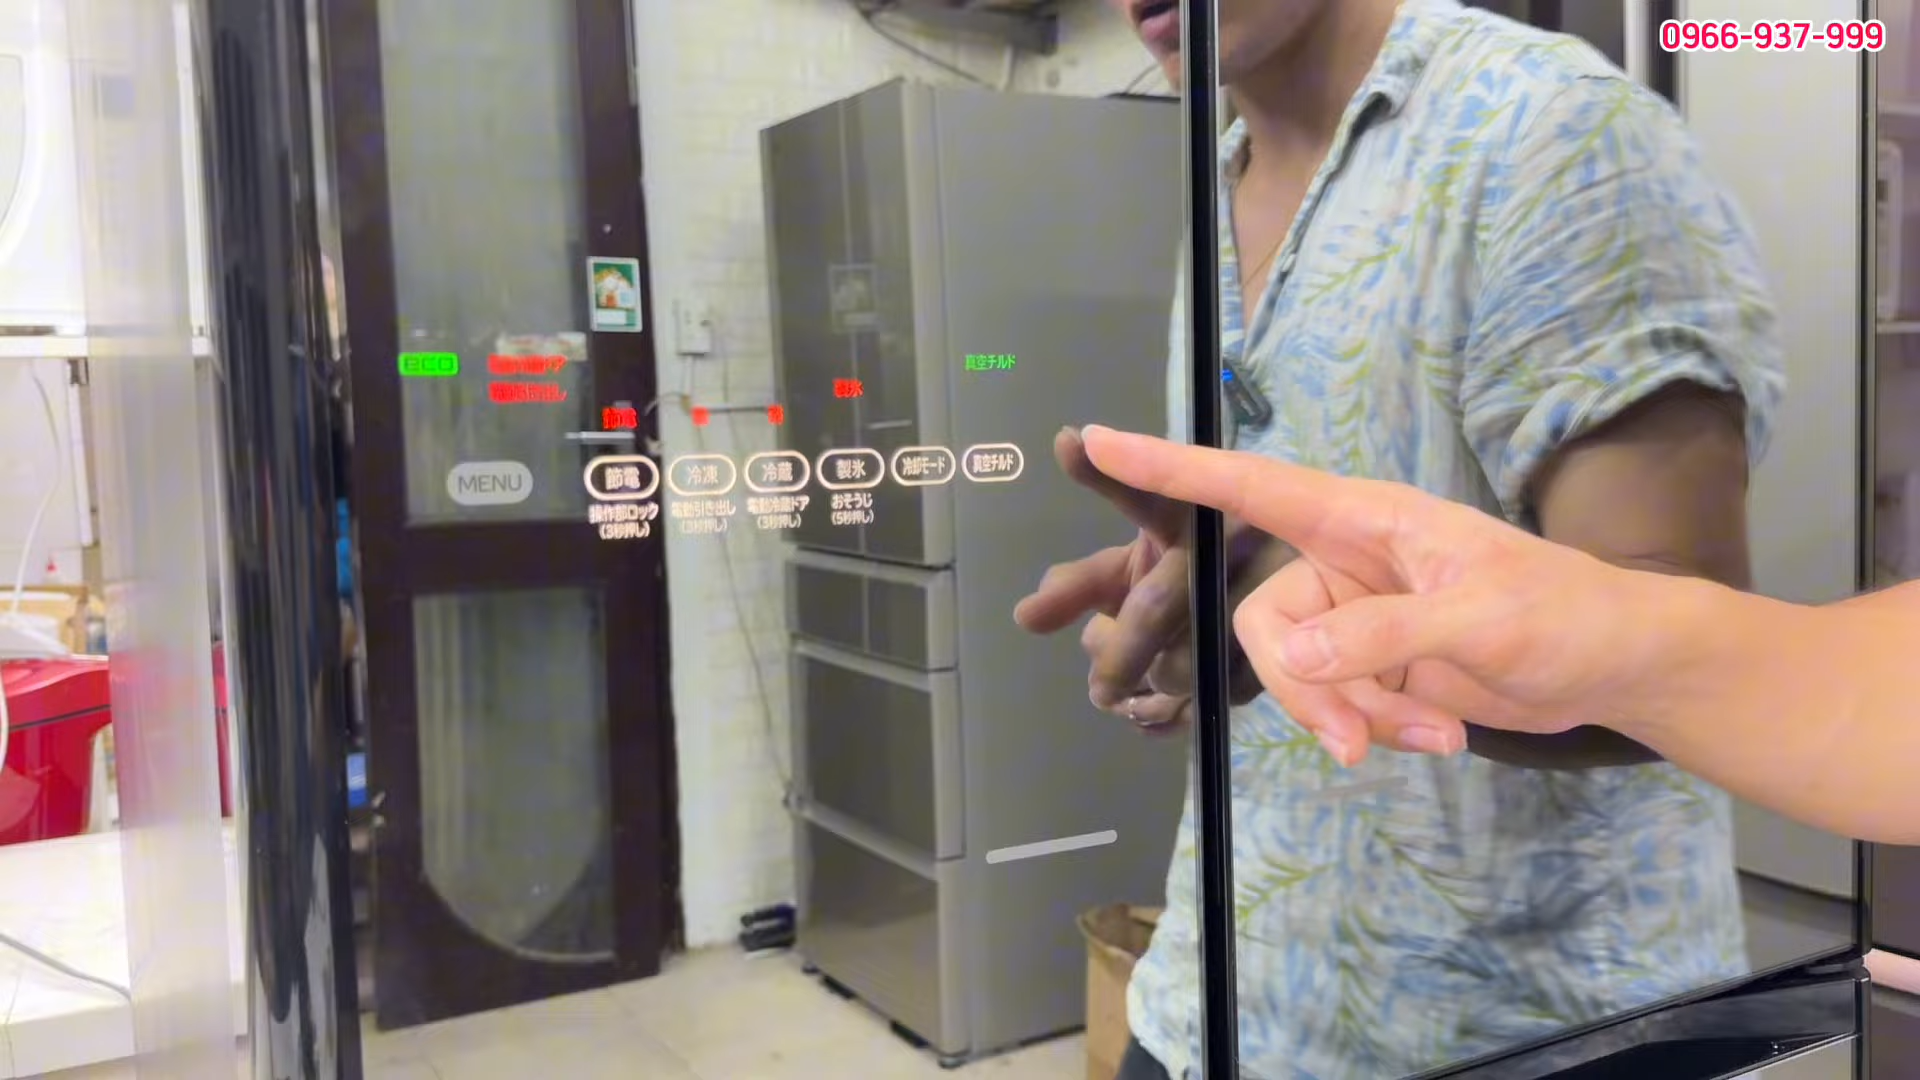 0966-937-999
eco
真空チルド
製氷
節電
MENU
節電
冷凍
冷蔵
製氷
冷却モード
真空チルド
操作部ロック
(3秒押し)
電動引き出し
(3秒押し)
電動冷蔵ドア
(3秒押し)
おそうじ
(5秒押し)